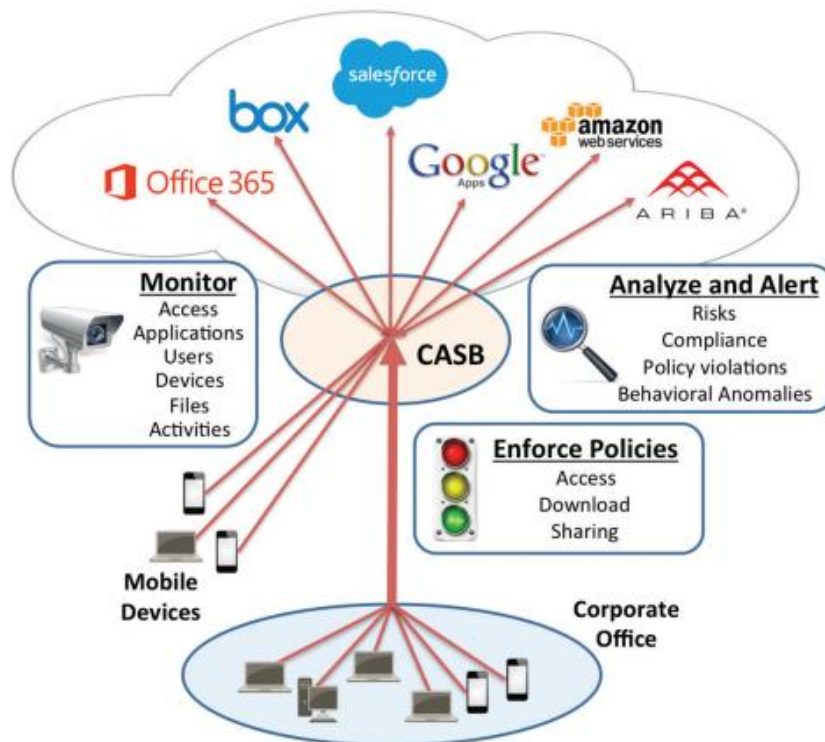 salesforce
box
amazon
web services
Google
Apps
Office 365
ARIBA®
Monitor
Access
Applications
Users
Devices
Files
Activities
CASB
Analyze and Alert
Risks
Compliance
Policy violations
Behavioral Anomalies
Enforce Policies
Access
Download
Sharing
Mobile
Devices
Corporate
Office